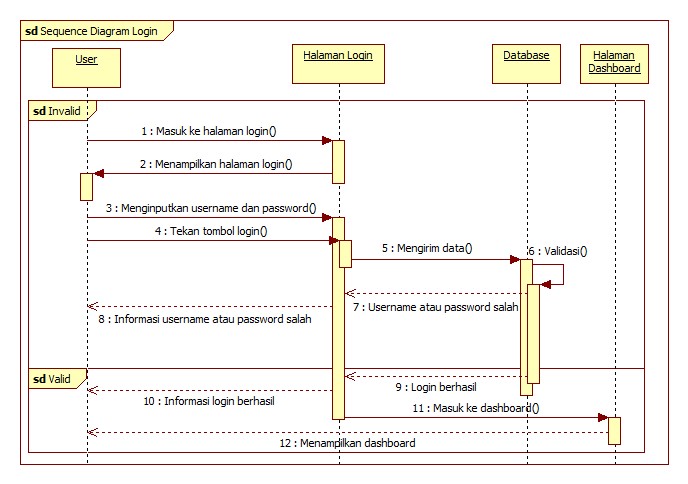 sd Sequence Diagram Login
User
Halaman Login
Database
Halaman
Dashboard
sd Invalid
1 : Masuk ke halaman login()
2 : Menampilkan halaman login()
3 : Menginputkan username dan password()
4 : Tekan tombol login()
5 : Mengirim data()
6 : Validasi()
7 : Username atau password salah
8 : Informasi username atau password salah
sd Valid
9 : Login berhasil
10 : Informasi login berhasil
11 : Masuk ke dashboard()
12 : Menampilkan dashboard